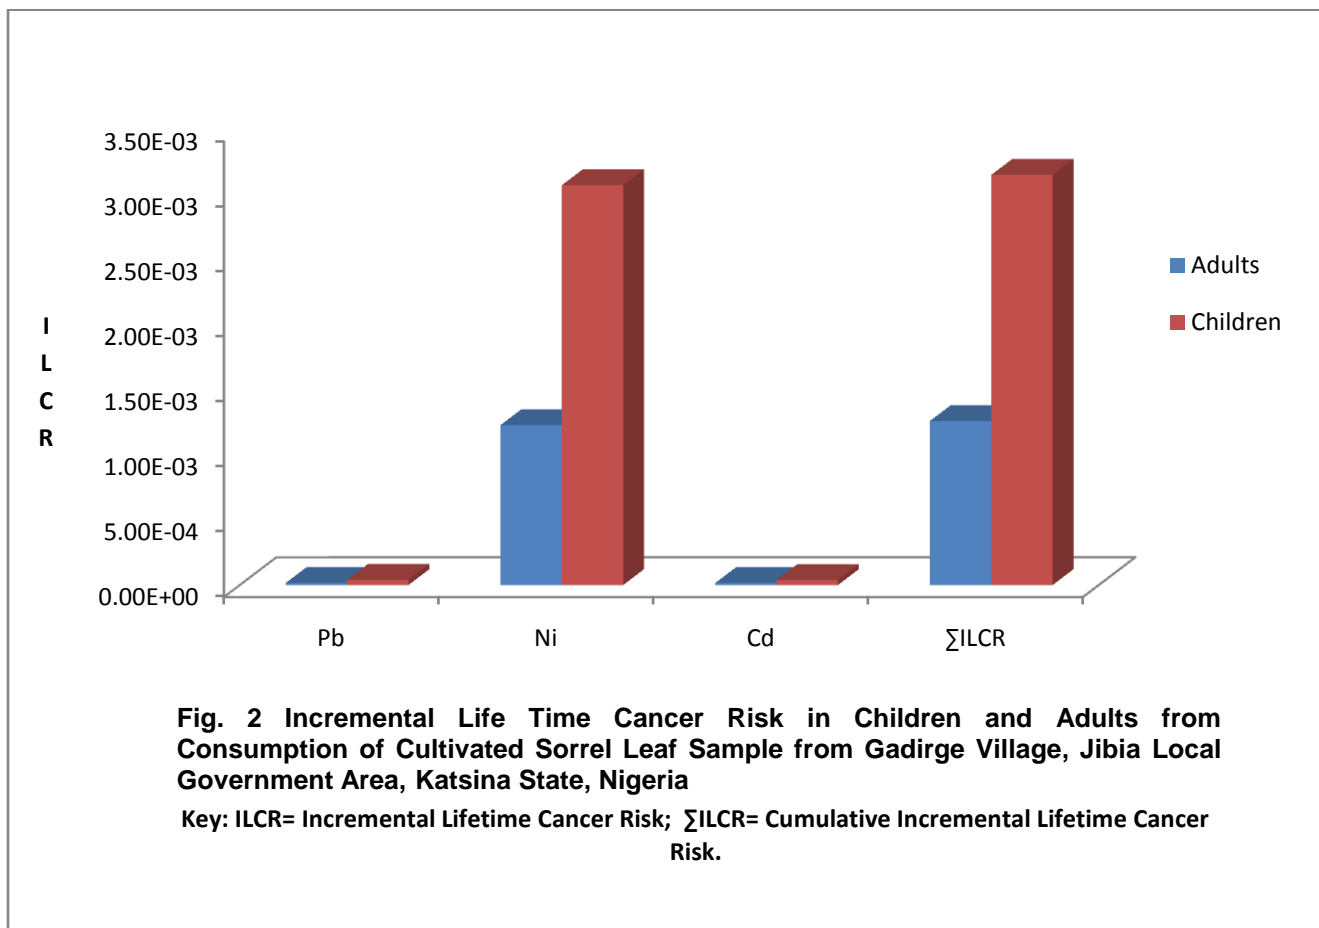 3.50E-03
3.00E-03
2.50E-03
2.00E-03
1.50E-03
1.00E-03
5.00E-04
0.00E+00
I
L
C
R
Pb
Ni
Cd
∑ILCR
Adults
Children
Fig. 2 Incremental Life Time Cancer Risk in Children and Adults from
Consumption of Cultivated Sorrel Leaf Sample from Gadirge Village, Jibia Local
Government Area, Katsina State, Nigeria
Key: ILCR= Incremental Lifetime Cancer Risk; ∑ILCR= Cumulative Incremental Lifetime Cancer
Risk.